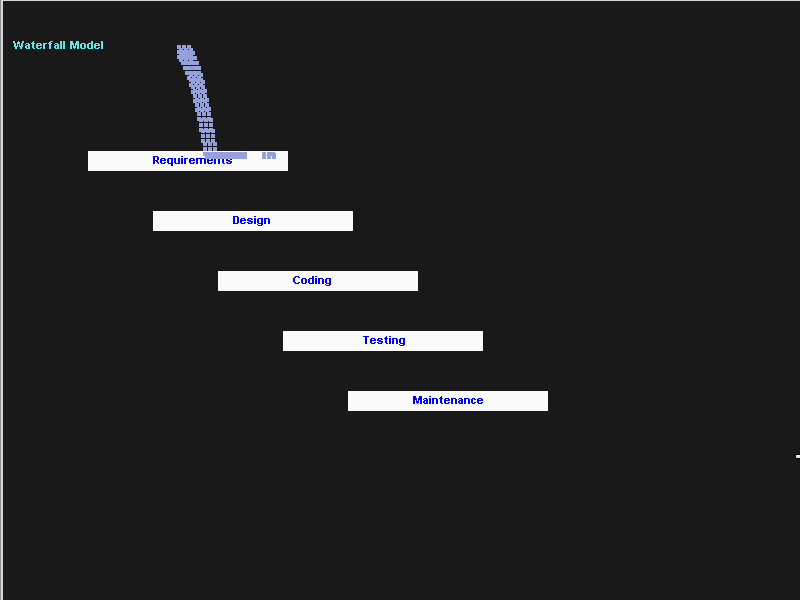 Waterfall Model
Requirements
Design
Coding
Testing
Maintenance